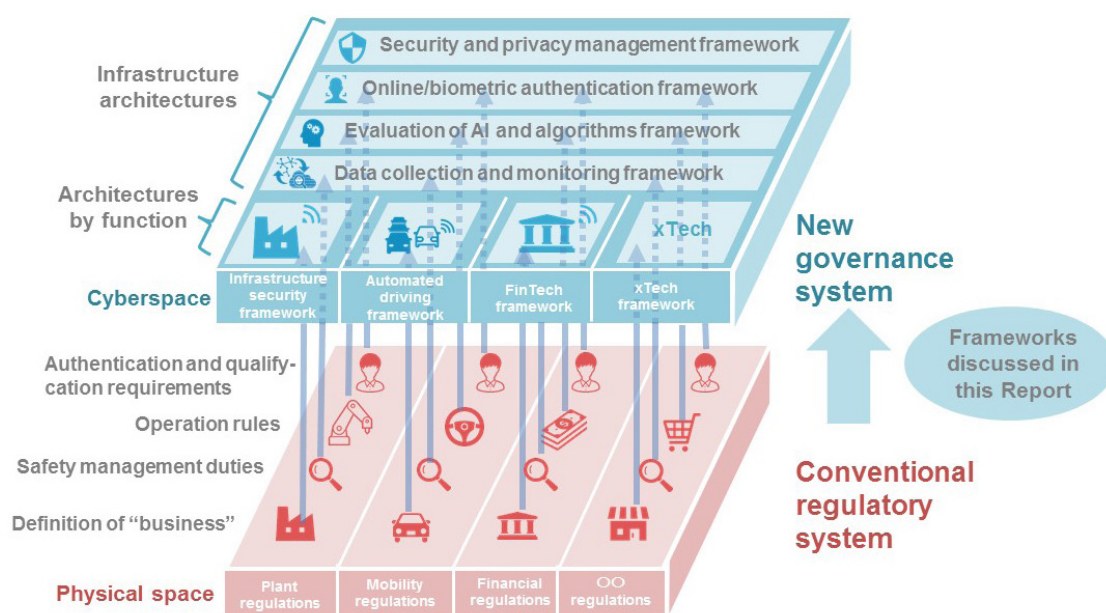 Security and privacy management framework
Infrastructure
architectures
Online/biometric authentication framework
Evaluation of AI and algorithms framework
Data collection and monitoring framework
Architectures
by function
xTech
Cyberspace
Infrastructure
security
framework
Automated
driving
framework
FinTech
framework
xTech
framework
New
governance
system
Frameworks
discussed in
this Report
Authentication and qualify-
cation requirements
Operation rules
Safety management duties
Definition of “business”
Conventional
regulatory
system
Physical space
Plant
regulations
Mobility
regulations
Financial
regulations
○○
regulations